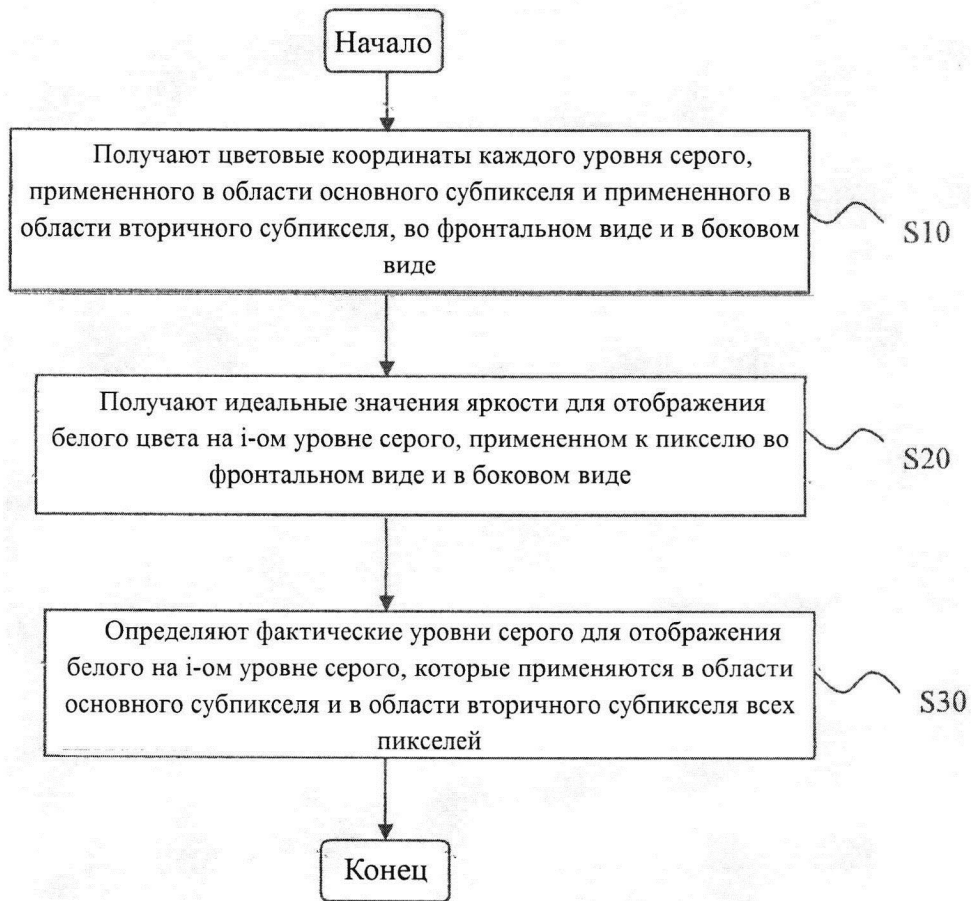 Начало
Получают цветовые координаты каждого уровня серого,
примененного в области основного субпикселя и примененного в
области вторичного субпикселя, во фронтальном виде и в боковом
виде
S10
Получают идеальные значения яркости для отображения
белого цвета на i-ом уровне серого, примененном к пикселю во
фронтальном виде и в боковом виде
S20
Определяют фактические уровни серого для отображения
белого на i-ом уровне серого, которые применяются в области
основного субпикселя и в области вторичного субпикселя всех
пикселей
S30
Конец